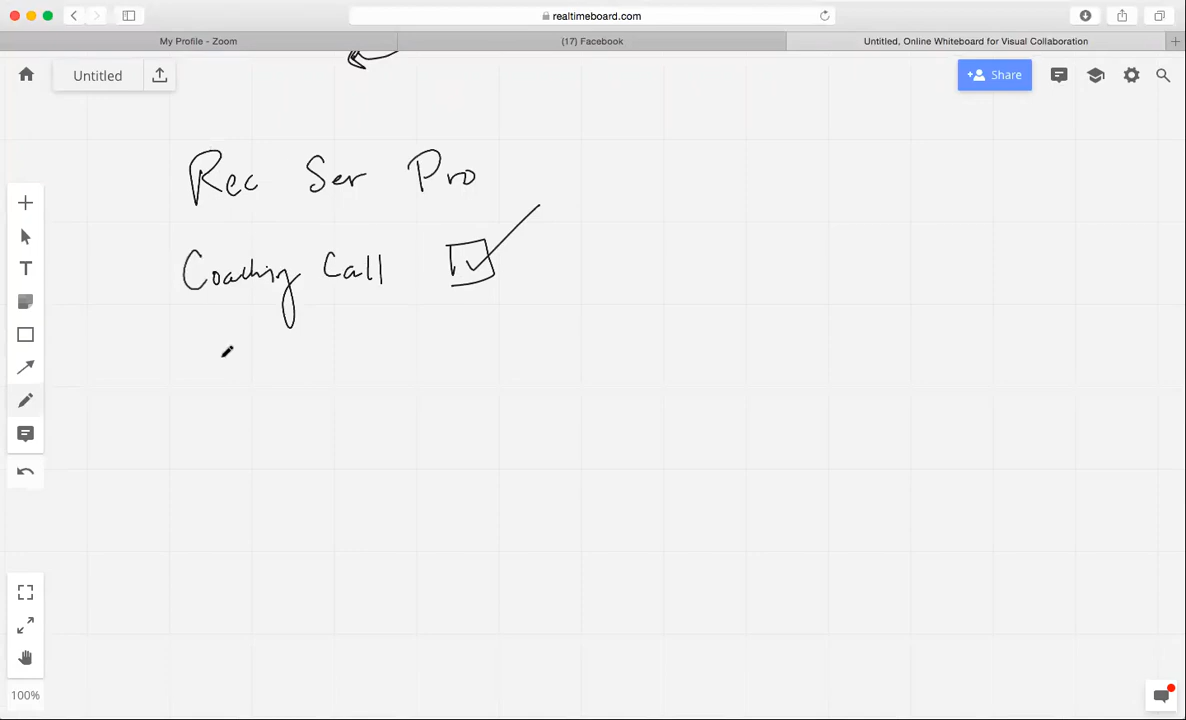 realtimeboard.com
My Profile - Zoom
(17) Facebook
Untitled, Online Whiteboard for Visual Collaboration
Untitled
Share
Rec Ser Pro
Coaching Call
T
100%